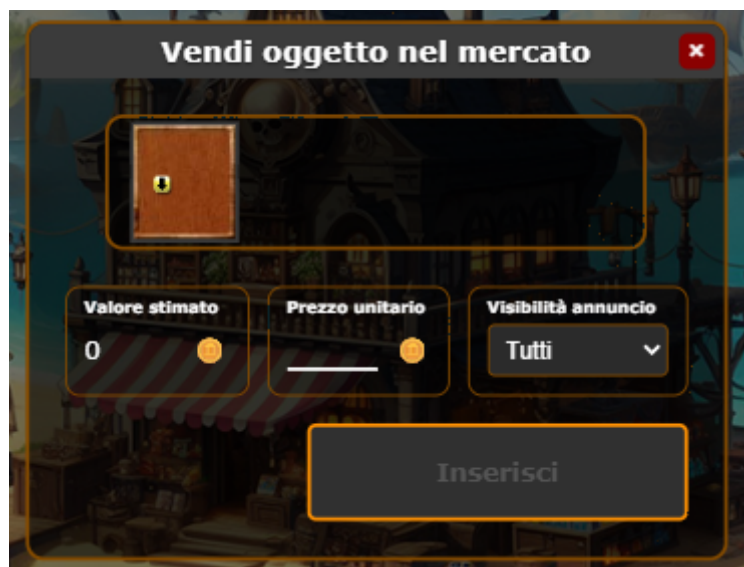 Vendi oggetto nel mercato
Valore stimato
0
Prezzo unitario
Visibilità annuncio
Tutti
Inserisci